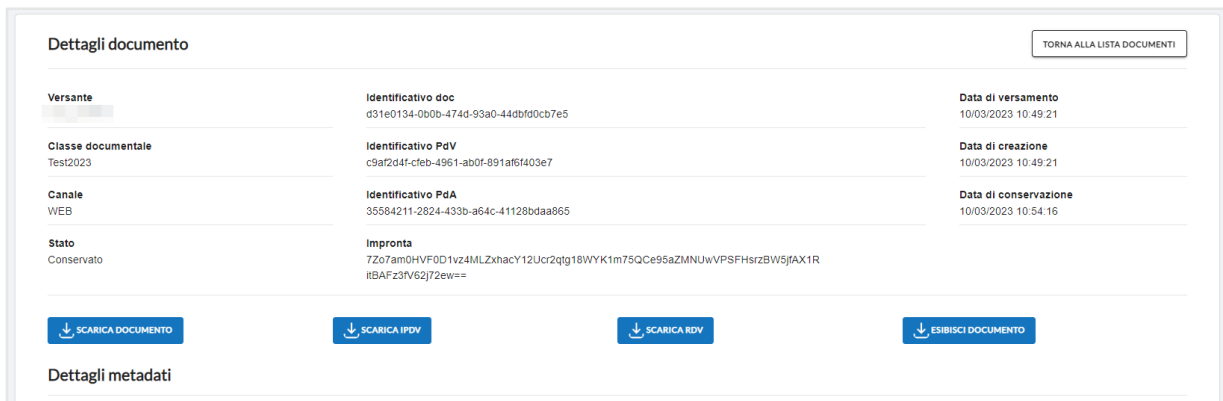 Dettagli documento
TORNA ALLA LISTA DOCUMENTI
Versante
Identificativo doc
d31e0134-0b0b-474d-93a0-44dbfd0cb7e5
Data di versamento
10/03/2023 10:49:21
Classe documentale
Test2023
Identificativo PdV
c9af2d4f-cfeb-4961-ab0f-891af6f403e7
Data di creazione
10/03/2023 10:49:21
Canale
WEB
Identificativo PdA
35584211-2824-433b-a64c-41128bdaa865
Data di conservazione
10/03/2023 10:54:16
Stato
Conservato
Impronta
7Zo7am0HVF0D1vz4MLZxhacY12Ucr2qtg18WYK1m75QCe95aZMNUwVPSFHsrzBW5jfAX1R
itBAFz3fV62j72ew==
SCARICA DOCUMENTO
SCARICA IPDV
SCARICA RDV
ESIBISCI DOCUMENTO
Dettagli metadati